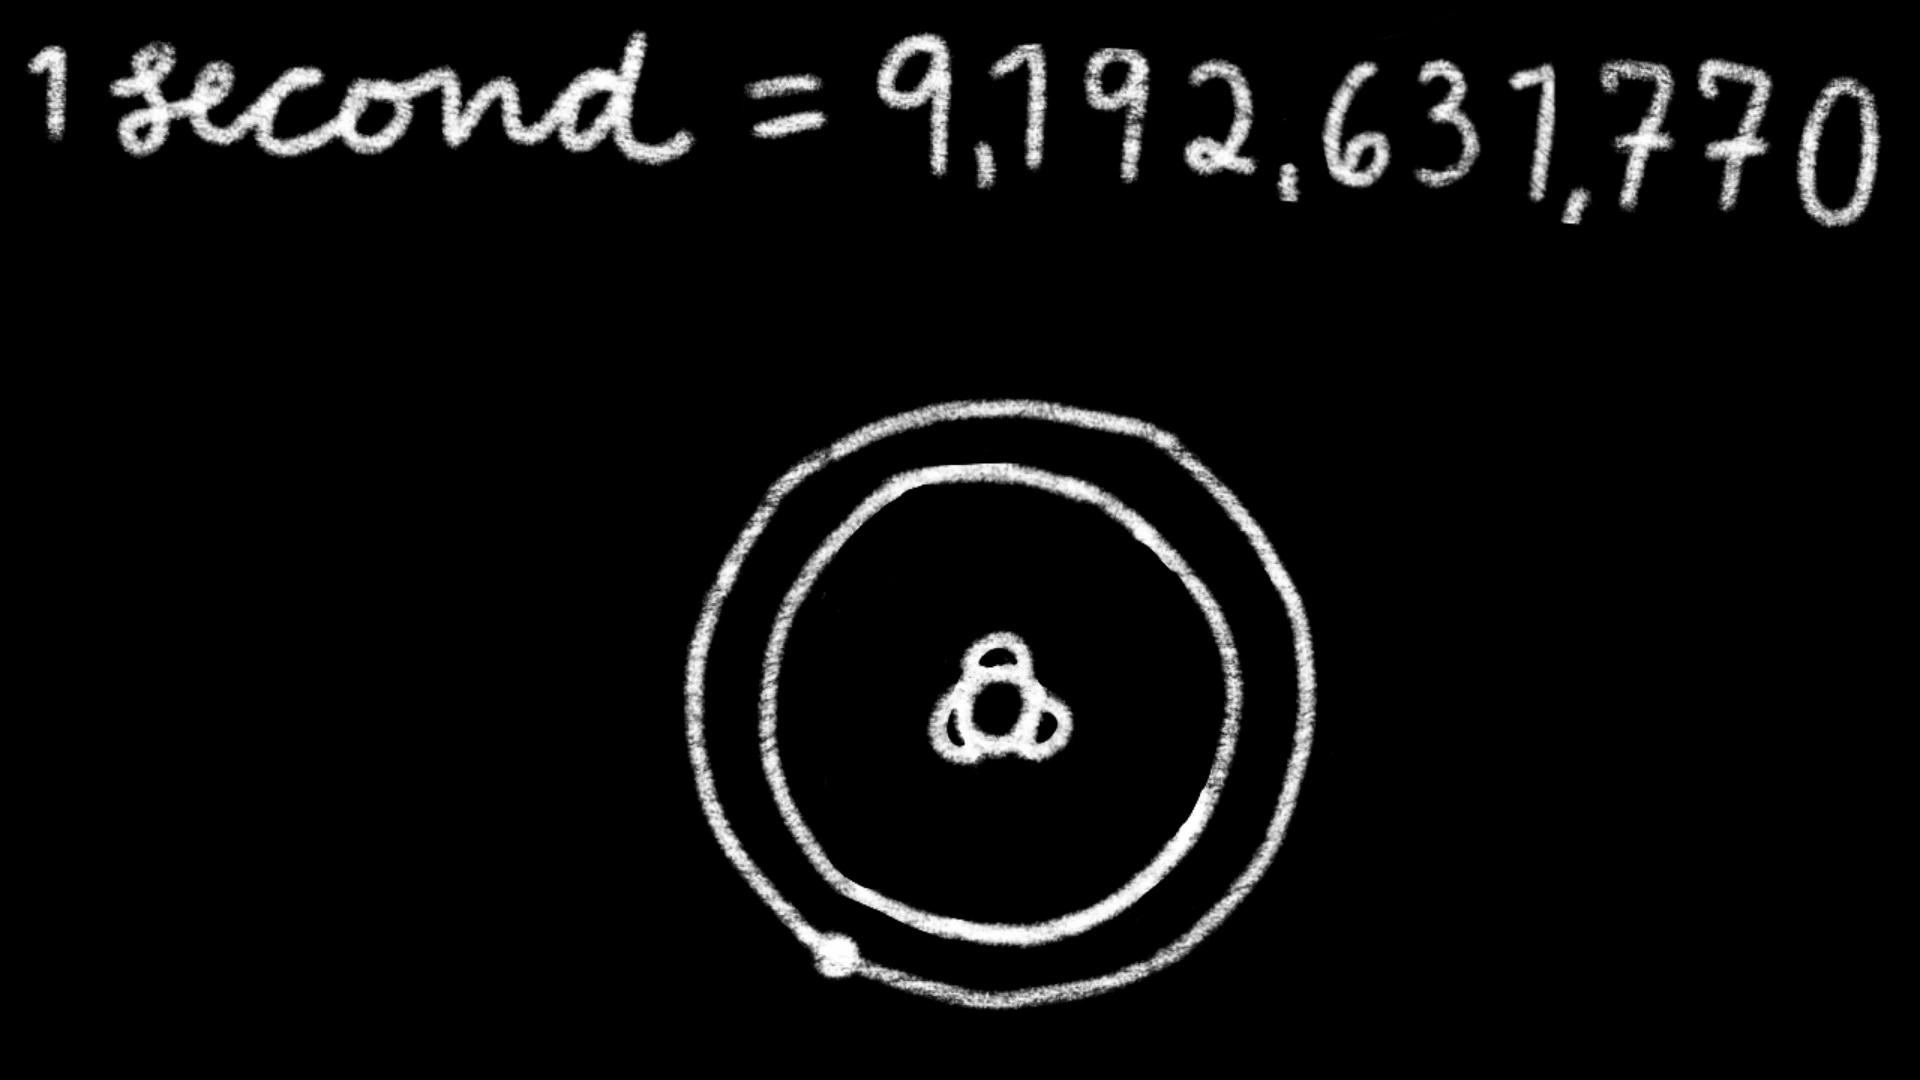 1 second = 9,192,631,770